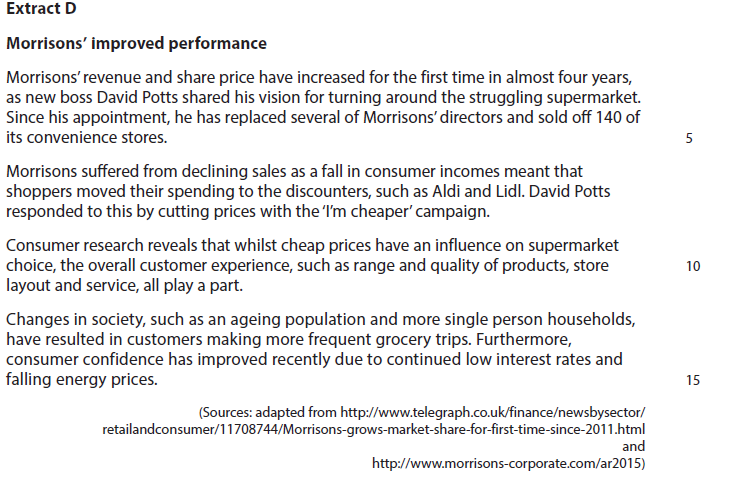 Extract D
Morrisons’ improved performance
Morrisons’ revenue and share price have increased for the first time in almost four years,
as new boss David Potts shared his vision for turning around the struggling supermarket.
Since his appointment, he has replaced several of Morrisons’ directors and sold off 140 of
its convenience stores. 5
Morrisons suffered from declining sales as a fall in consumer incomes meant that
shoppers moved their spending to the discounters, such as Aldi and Lidl. David Potts
responded to this by cutting prices with the ‘I’m cheaper’ campaign.
Consumer research reveals that whilst cheap prices have an influence on supermarket
choice, the overall customer experience, such as range and quality of products, store 10
layout and service, all play a part.
Changes in society, such as an ageing population and more single person households,
have resulted in customers making more frequent grocery trips. Furthermore,
consumer confidence has improved recently due to continued low interest rates and
falling energy prices. 15
(Sources: adapted from http://www.telegraph.co.uk/finance/newsbysector/
retailandconsumer/11708744/Morrisons-grows-market-share-for-first-time-since-2011.html
and
http://www.morrisons-corporate.com/ar2015)